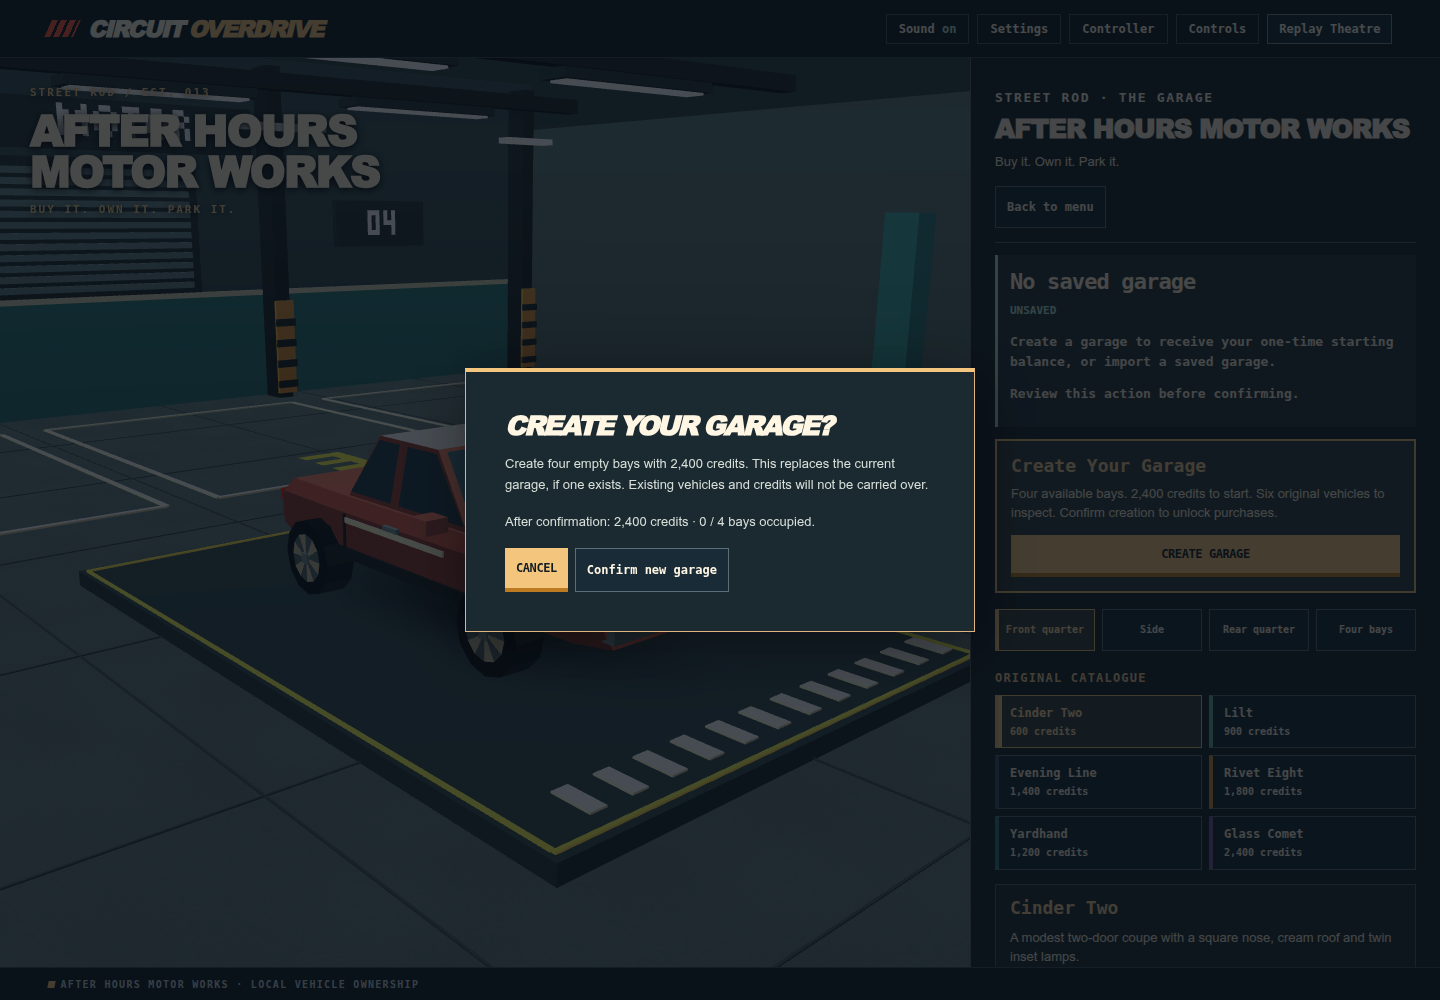 CIRCUIT OVERDRIVE
Sound on
Settings
Controller
Controls
Replay Theatre
STREET ROD / EST. 013
AFTER HOURS
MOTOR WORKS
BUY IT. OWN IT. PARK IT.
04
STREET ROD · THE GARAGE
AFTER HOURS MOTOR WORKS
Buy it. Own it. Park it.
Back to menu
No saved garage
UNSAVED
Create a garage to receive your one-time starting
balance, or import a saved garage.
Review this action before confirming.
Create Your Garage
Four available bays. 2,400 credits to start. Six original vehicles to
inspect. Confirm creation to unlock purchases.
CREATE GARAGE
CREATE YOUR GARAGE?
Create four empty bays with 2,400 credits. This replaces the current
garage, if one exists. Existing vehicles and credits will not be carried over.
After confirmation: 2,400 credits · 0 / 4 bays occupied.
CANCEL
Confirm new garage
Front quarter
Side
Rear quarter
Four bays
ORIGINAL CATALOGUE
Cinder Two
600 credits
Lilt
900 credits
Evening Line
1,400 credits
Rivet Eight
1,800 credits
Yardhand
1,200 credits
Glass Comet
2,400 credits
Cinder Two
A modest two-door coupe with a square nose, cream roof and twin
inset lamps.
AFTER HOURS MOTOR WORKS · LOCAL VEHICLE OWNERSHIP